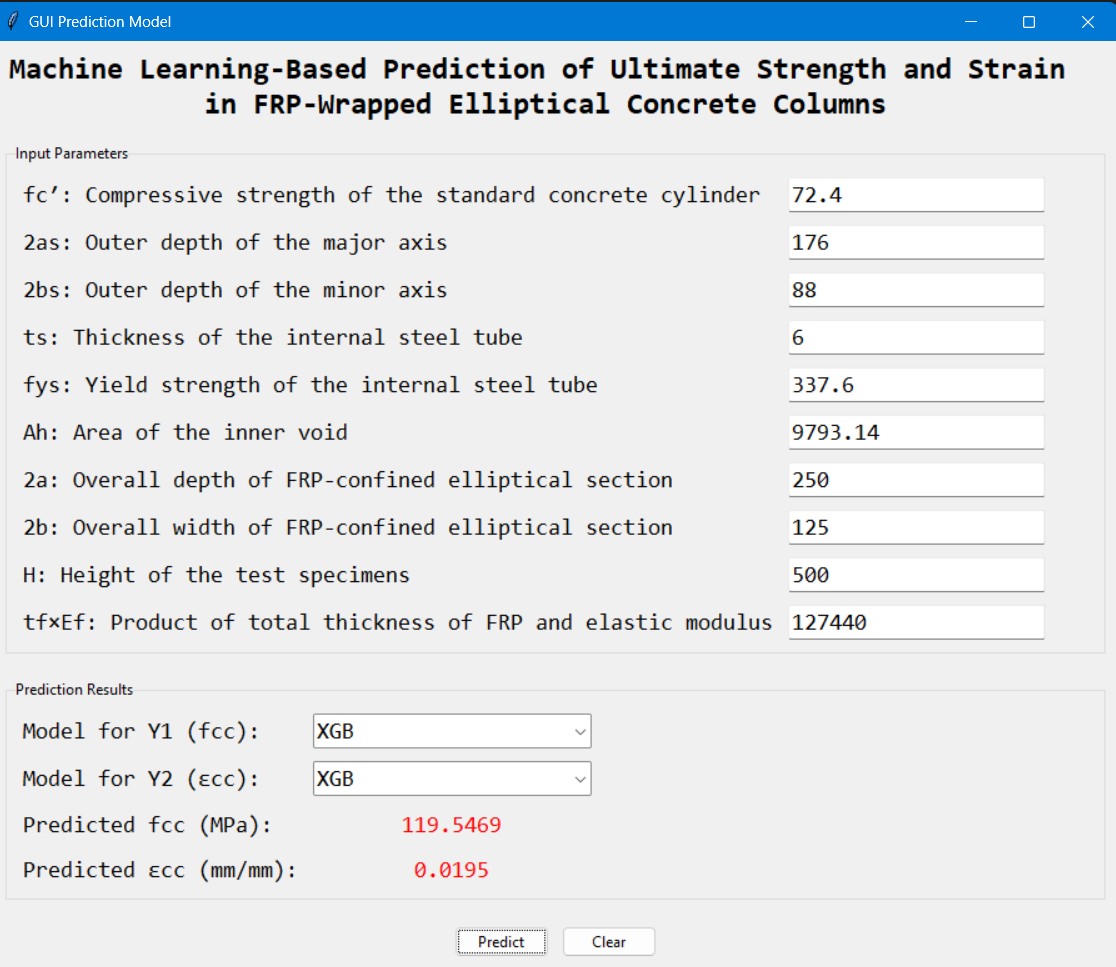 GUI Prediction Model
Machine Learning-Based Prediction of Ultimate Strength and Strain
in FRP-Wrapped Elliptical Concrete Columns
Input Parameters
fc’: Compressive strength of the standard concrete cylinder 72.4
2as: Outer depth of the major axis 176
2bs: Outer depth of the minor axis 88
ts: Thickness of the internal steel tube 6
fys: Yield strength of the internal steel tube 337.6
Ah: Area of the inner void 9793.14
2a: Overall depth of FRP-confined elliptical section 250
2b: Overall width of FRP-confined elliptical section 125
H: Height of the test specimens 500
tf×Ef: Product of total thickness of FRP and elastic modulus 127440
Prediction Results
Model for Y1 (fcc): XGB
Model for Y2 (εcc): XGB
Predicted fcc (MPa): 119.5469
Predicted εcc (mm/mm): 0.0195
Predict Clear